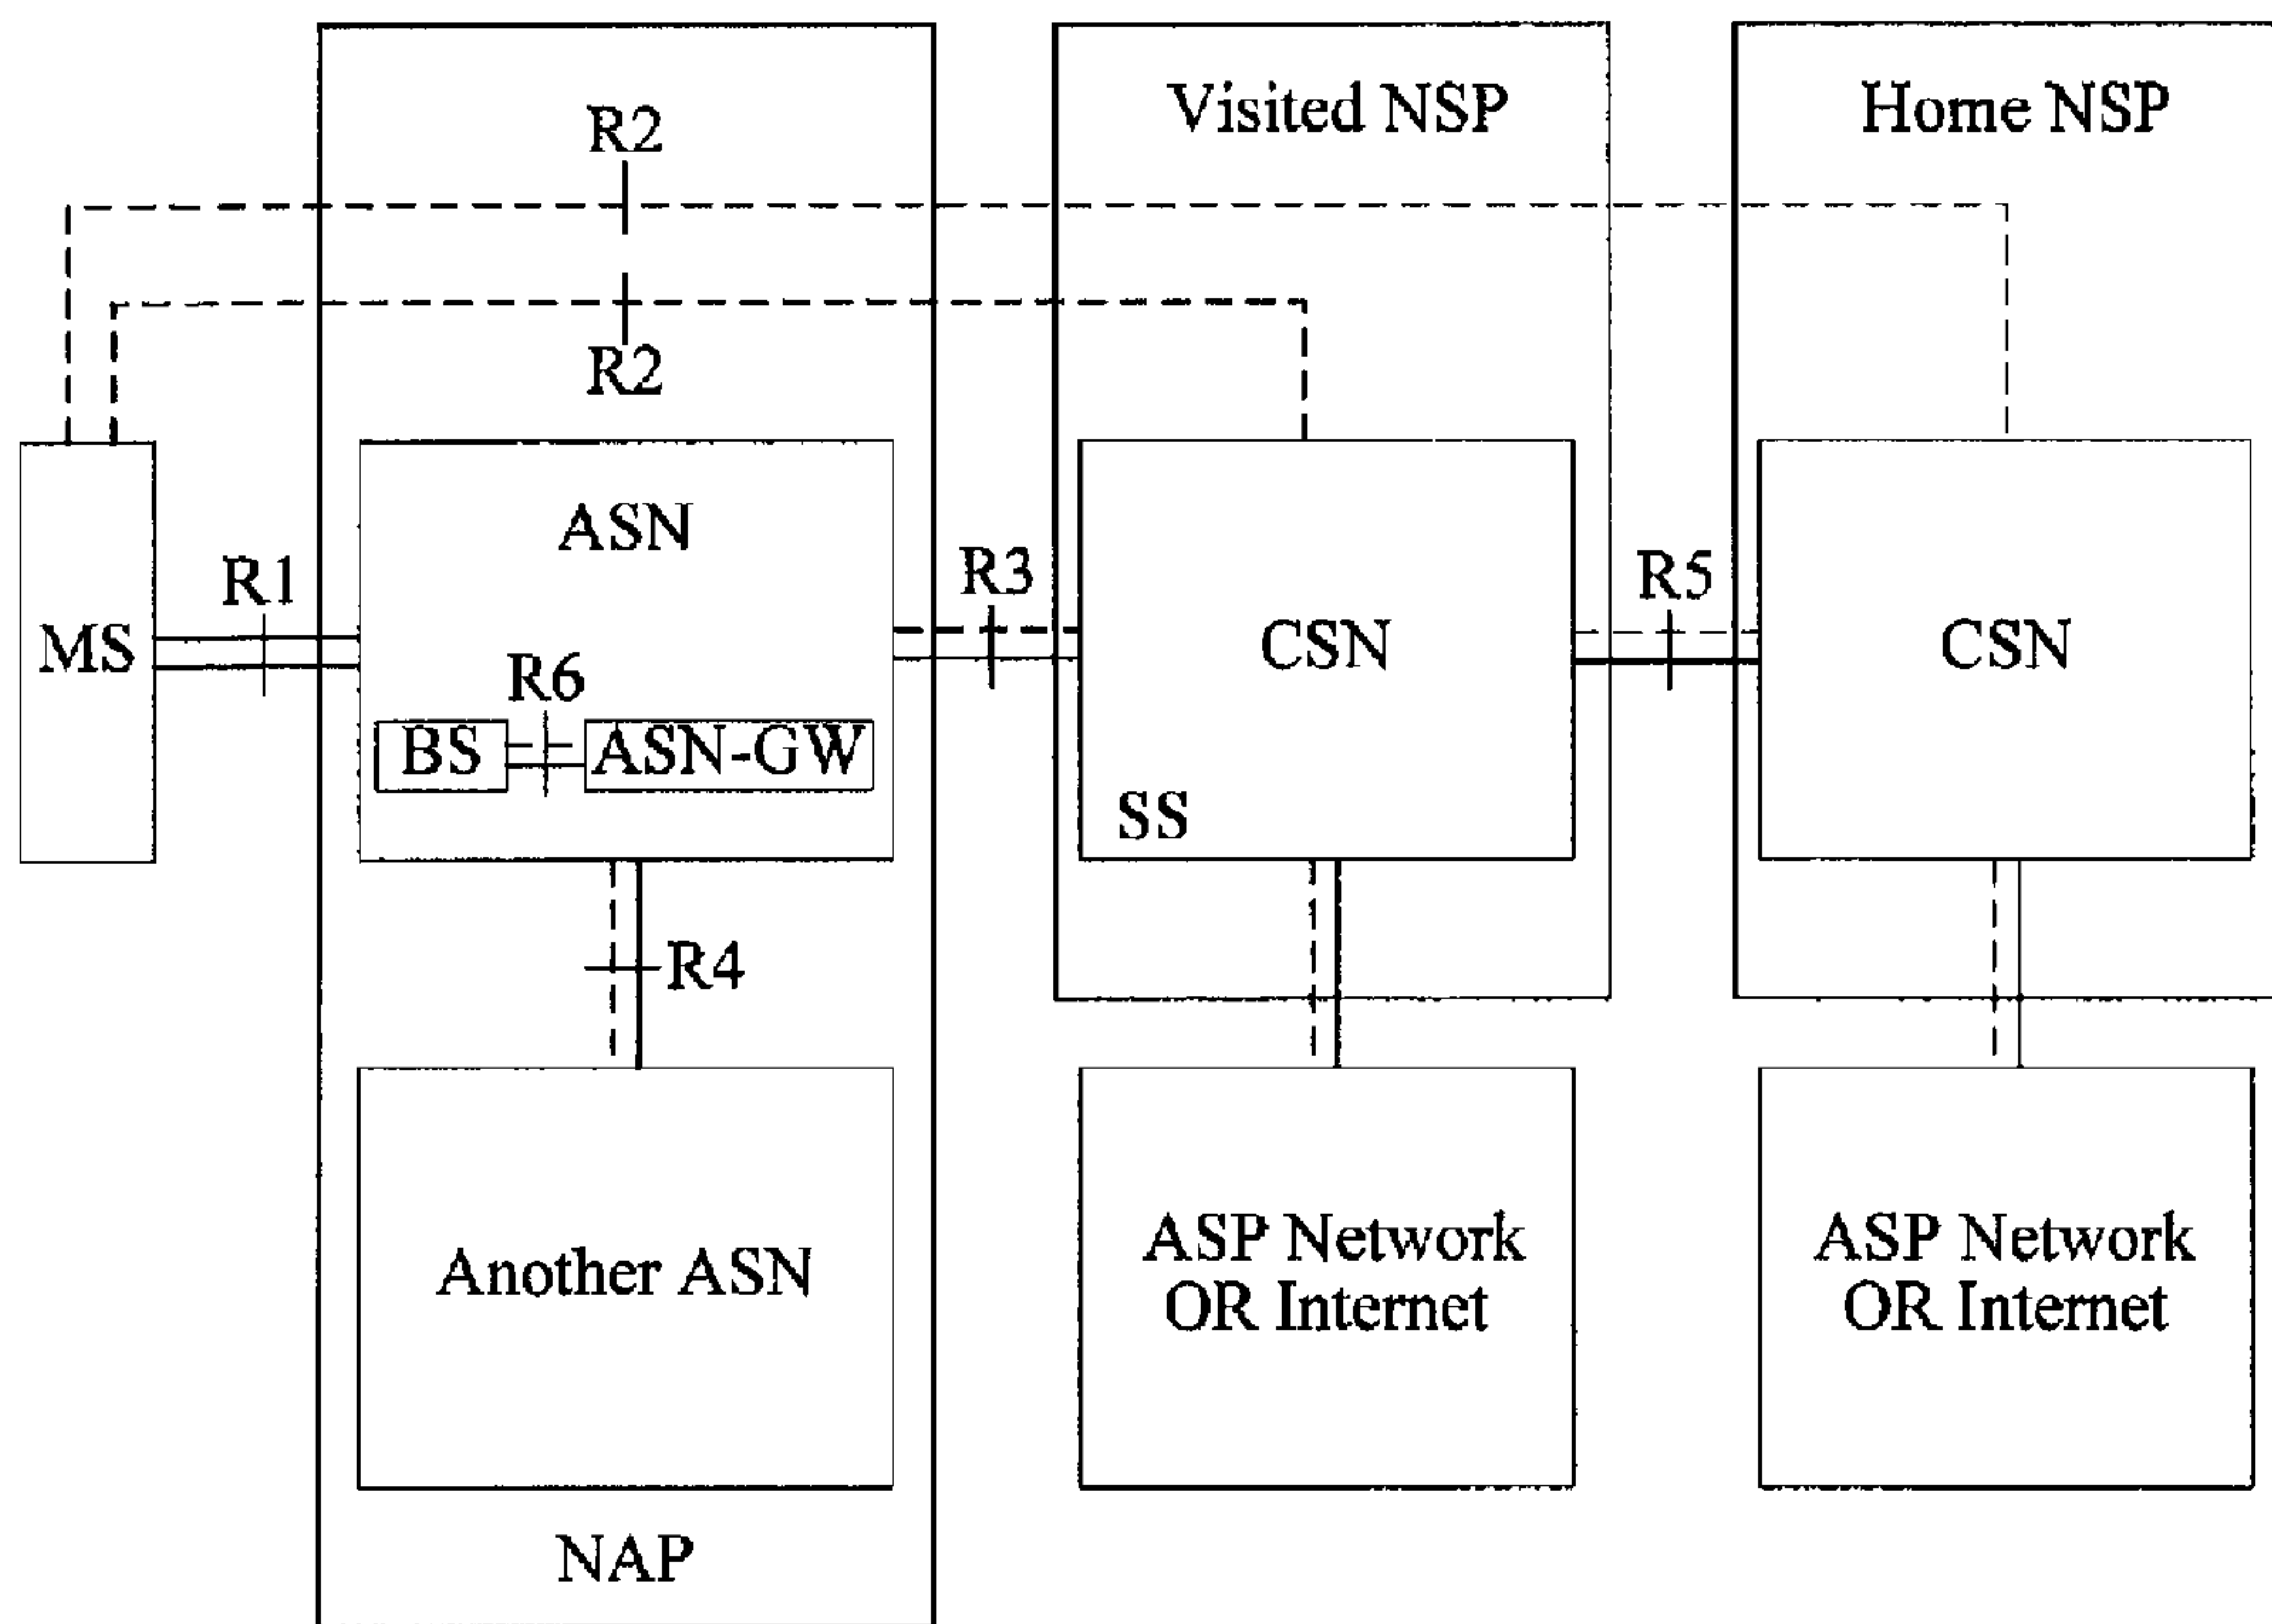 R2
Visited NSP
Home NSP
R2
ASN
R1
R3
R5
MS
CSN
CSN
R6
BS
ASN-GW
SS
R4
Another ASN
ASP Network
OR Internet
ASP Network
OR Internet
NAP